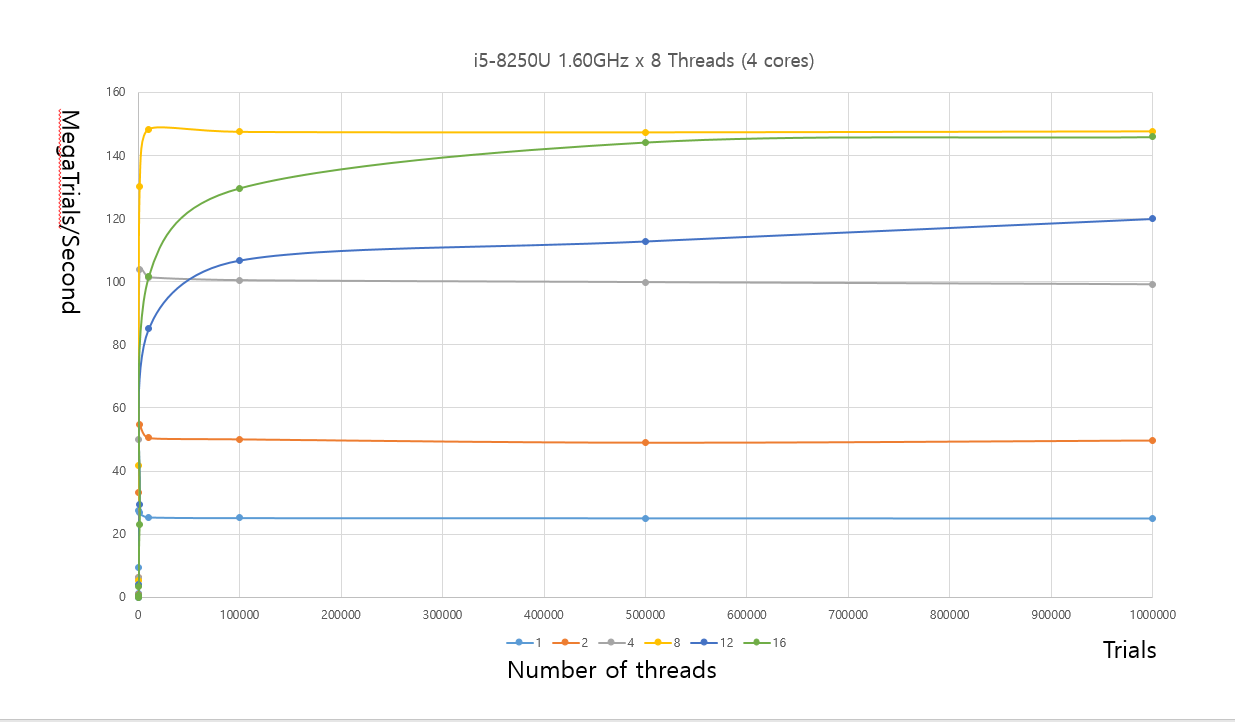 i5-8250U 1.60GHz x 8 Threads (4 cores)
MegaTrials/Second
160
140
120
100
80
60
40
20
0
0 100000 200000 300000 400000 500000 600000 700000 800000 900000 1000000
1 2 4 8 12 16
Trials
Number of threads